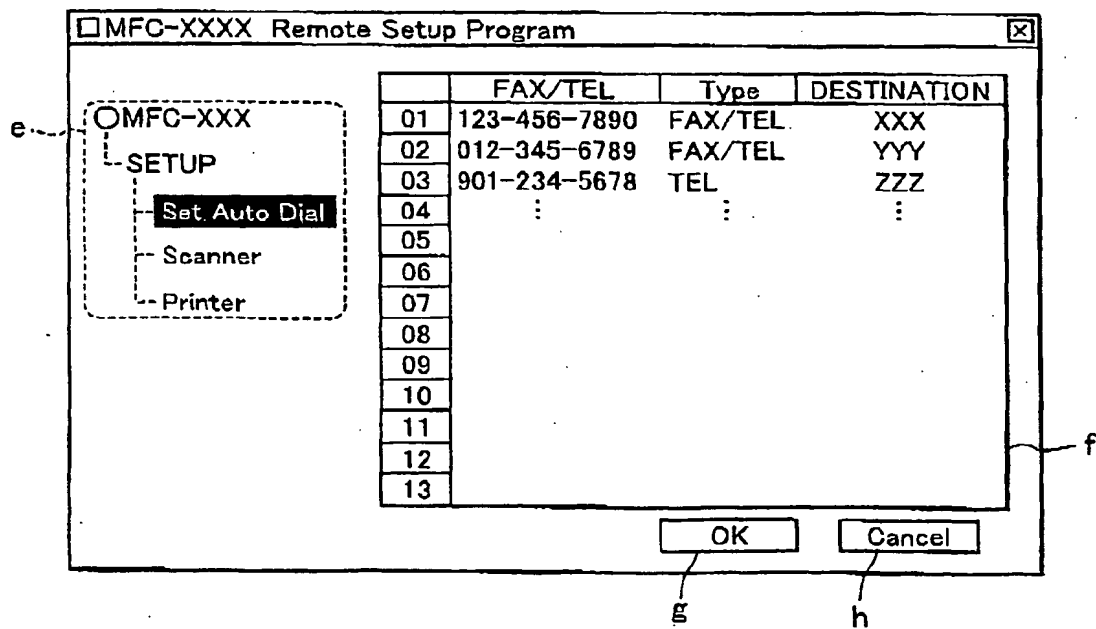 □MFC-XXXX Remote Setup Program ☒
e
○MFC-XXX
SETUP
Set Auto Dial
Scanner
Printer
FAX/TEL Type DESTINATION
01 123-456-7890 FAX/TEL XXX
02 012-345-6789 FAX/TEL YYY
03 901-234-5678 TEL ZZZ
04 ⋮ ⋮ ⋮
05
06
07
08
09
10
11
12
13
f
OK Cancel
g h